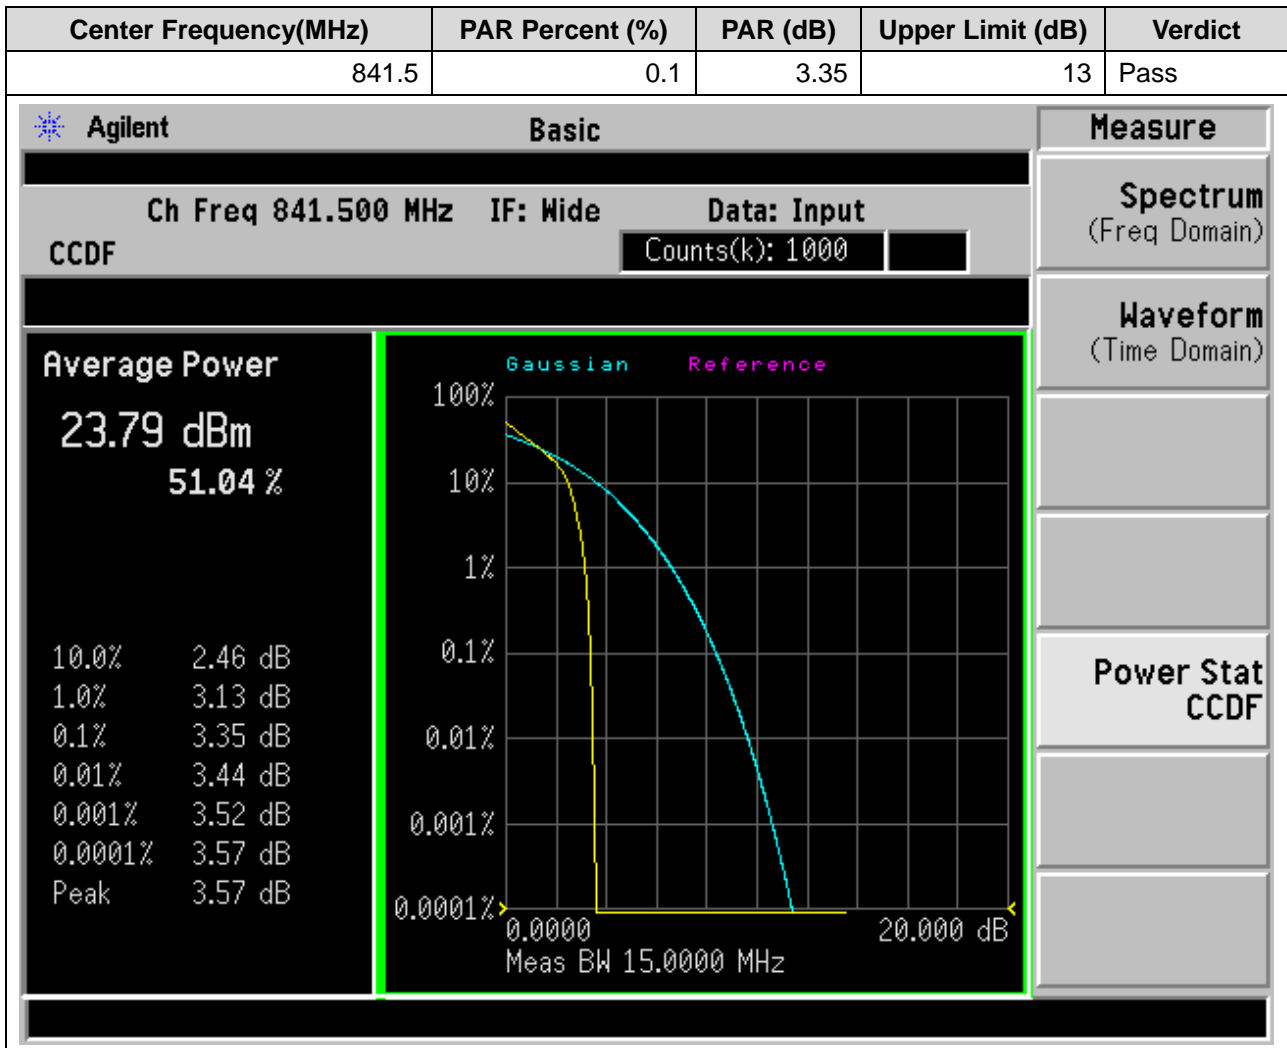 Center Frequency(MHz) PAR Percent (%) PAR (dB) Upper Limit (dB) Verdict
841.5 0.1 3.35 13 Pass
Agilent Basic Measure
Ch Freq 841.500 MHz IF: Wide Data: Input
CCDF Counts(k): 1000
Spectrum
(Freq Domain)
Waveform
(Time Domain)
Power Stat
CCDF
Average Power
23.79 dBm
51.04 %
10.0% 2.46 dB
1.0% 3.13 dB
0.1% 3.35 dB
0.01% 3.44 dB
0.001% 3.52 dB
0.0001% 3.57 dB
Peak 3.57 dB
Gaussian Reference
100%
10%
1%
0.1%
0.01%
0.001%
0.0001%
0.0000 20.000 dB
Meas BW 15.0000 MHz